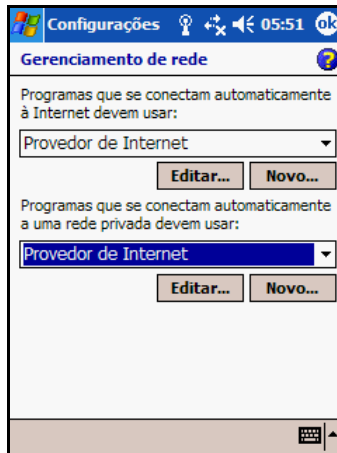 Configurações 05:51 ok
Gerenciamento de rede ?
Programas que se conectam automaticamente
à Internet devem usar:
Provedor de Internet
Editar... Novo...
Programas que se conectam automaticamente
a uma rede privada devem usar:
Provedor de Internet
Editar... Novo...